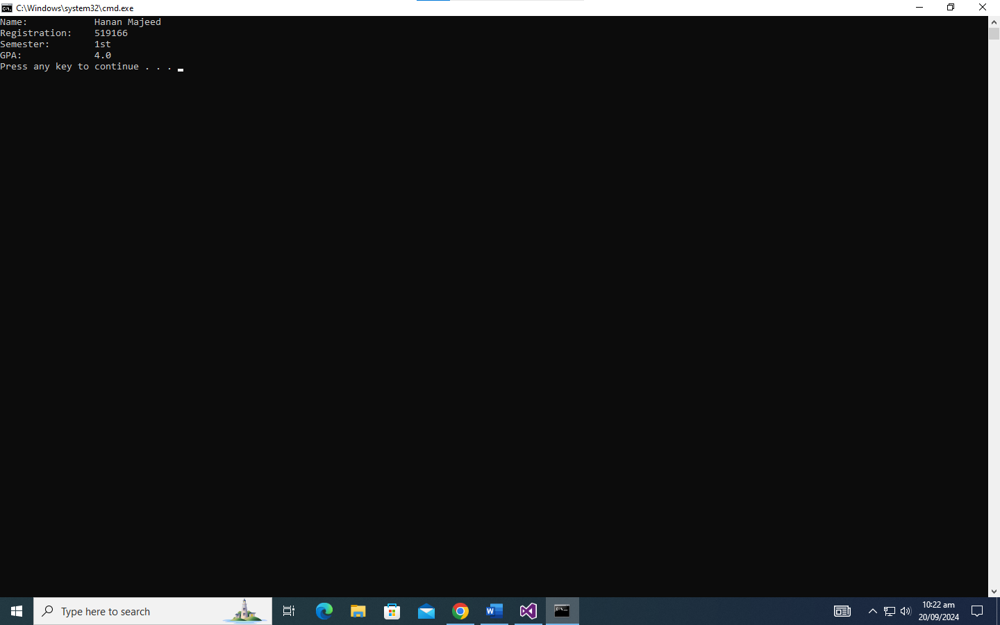 C:\Windows\system32\cmd.exe
Name: Hanan Majeed
Registration: 519166
Semester: 1st
GPA: 4.0
Press any key to continue . . .
Type here to search
10:22 am
20/09/2024